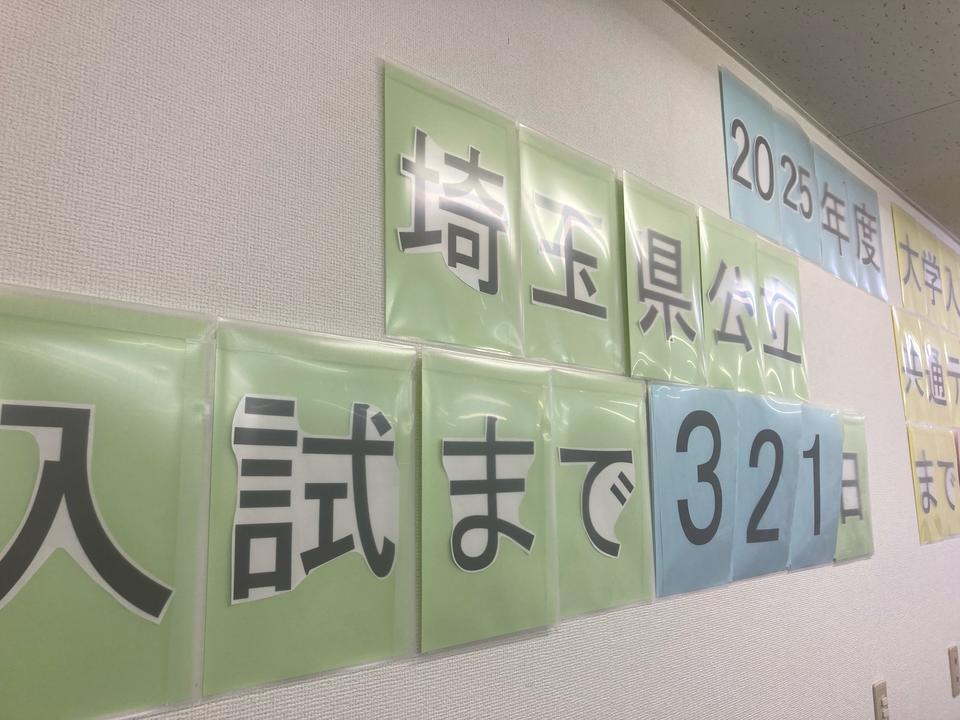 2025年度
埼玉県公立
入試まで321日
大学入
共通テ
まで